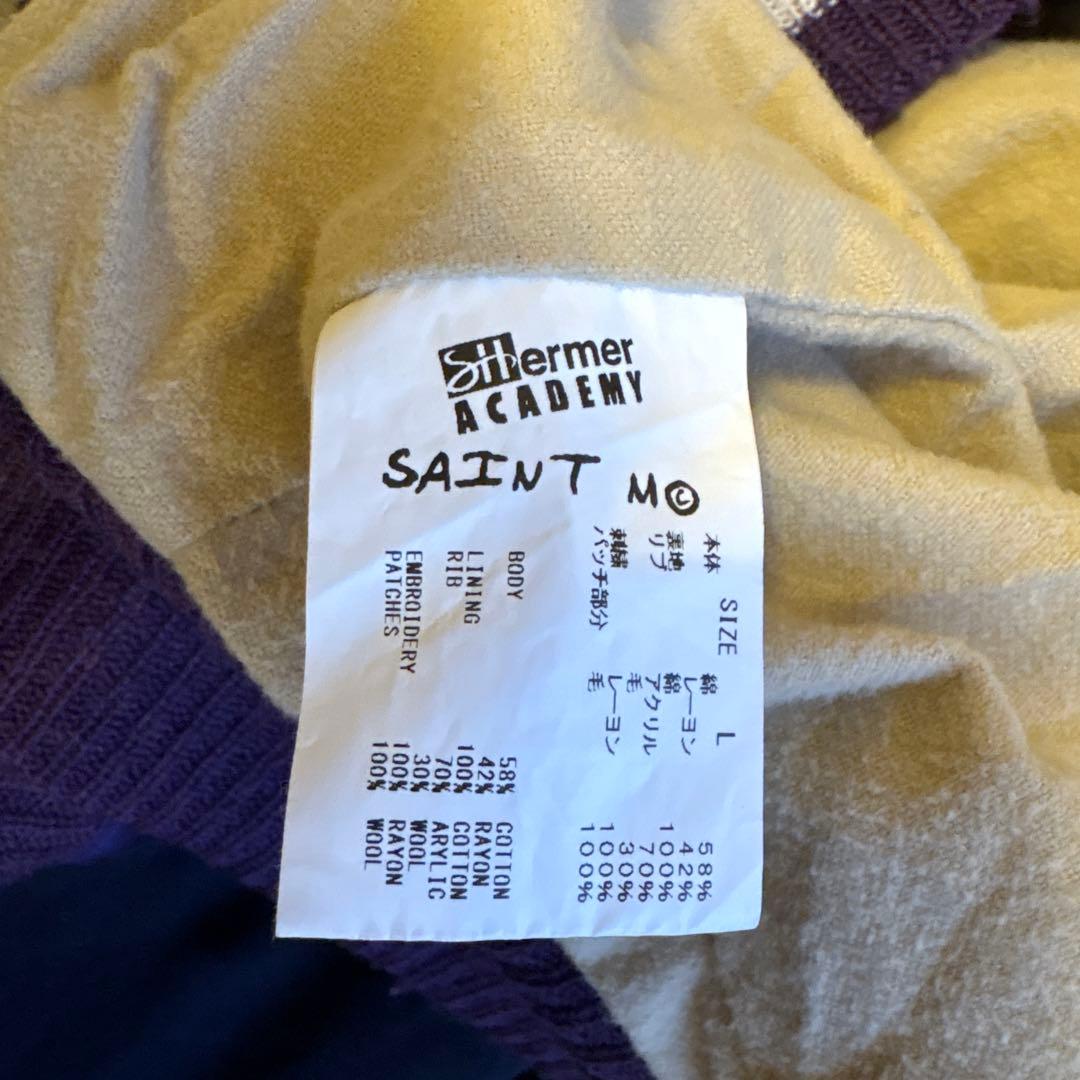 SHermer
ACADEMY
SAINT M
SIZE L
本体 綿 58%
レーヨン 42%
裏地 綿 100%
リブ アクリル 70%
毛 30%
刺繍 レーヨン 100%
パッチ部分 毛 100%
BODY 58% COTTON
42% RAYON
LINING 100% COTTON
RIB 70% ARYLIC
30% WOOL
EMBROIDERY 100% RAYON
PATCHES 100% WOOL